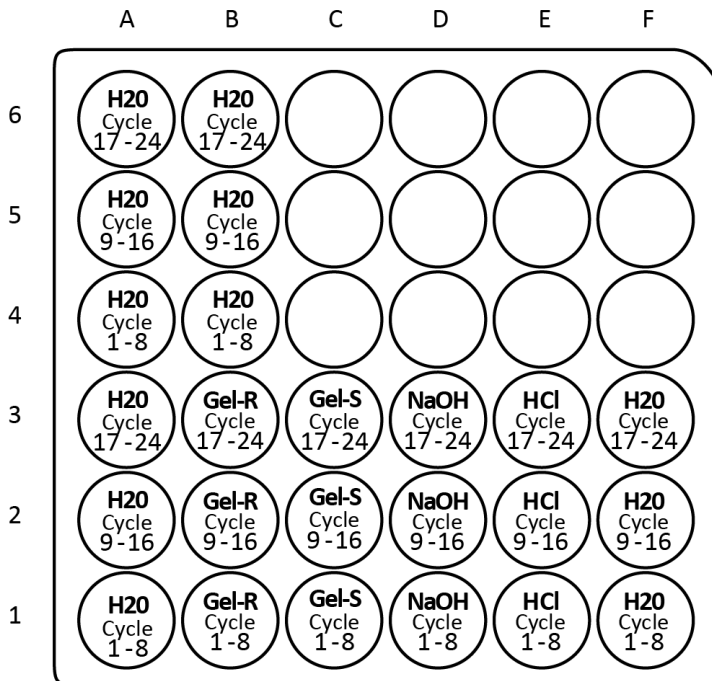 A B C D E F
6
H20 H20
Cycle Cycle
17-24 17-24
5
H20 H20
Cycle Cycle
9-16 9-16
4
H20 H20
Cycle Cycle
1-8 1-8
3
H20 Gel-R Gel-S NaOH HCl H20
Cycle Cycle Cycle Cycle Cycle Cycle
17-24 17-24 17-24 17-24 17-24 17-24
2
H20 Gel-R Gel-S NaOH HCl H20
Cycle Cycle Cycle Cycle Cycle Cycle
9-16 9-16 9-16 9-16 9-16 9-16
1
H20 Gel-R Gel-S NaOH HCl H20
Cycle Cycle Cycle Cycle Cycle Cycle
1-8 1-8 1-8 1-8 1-8 1-8